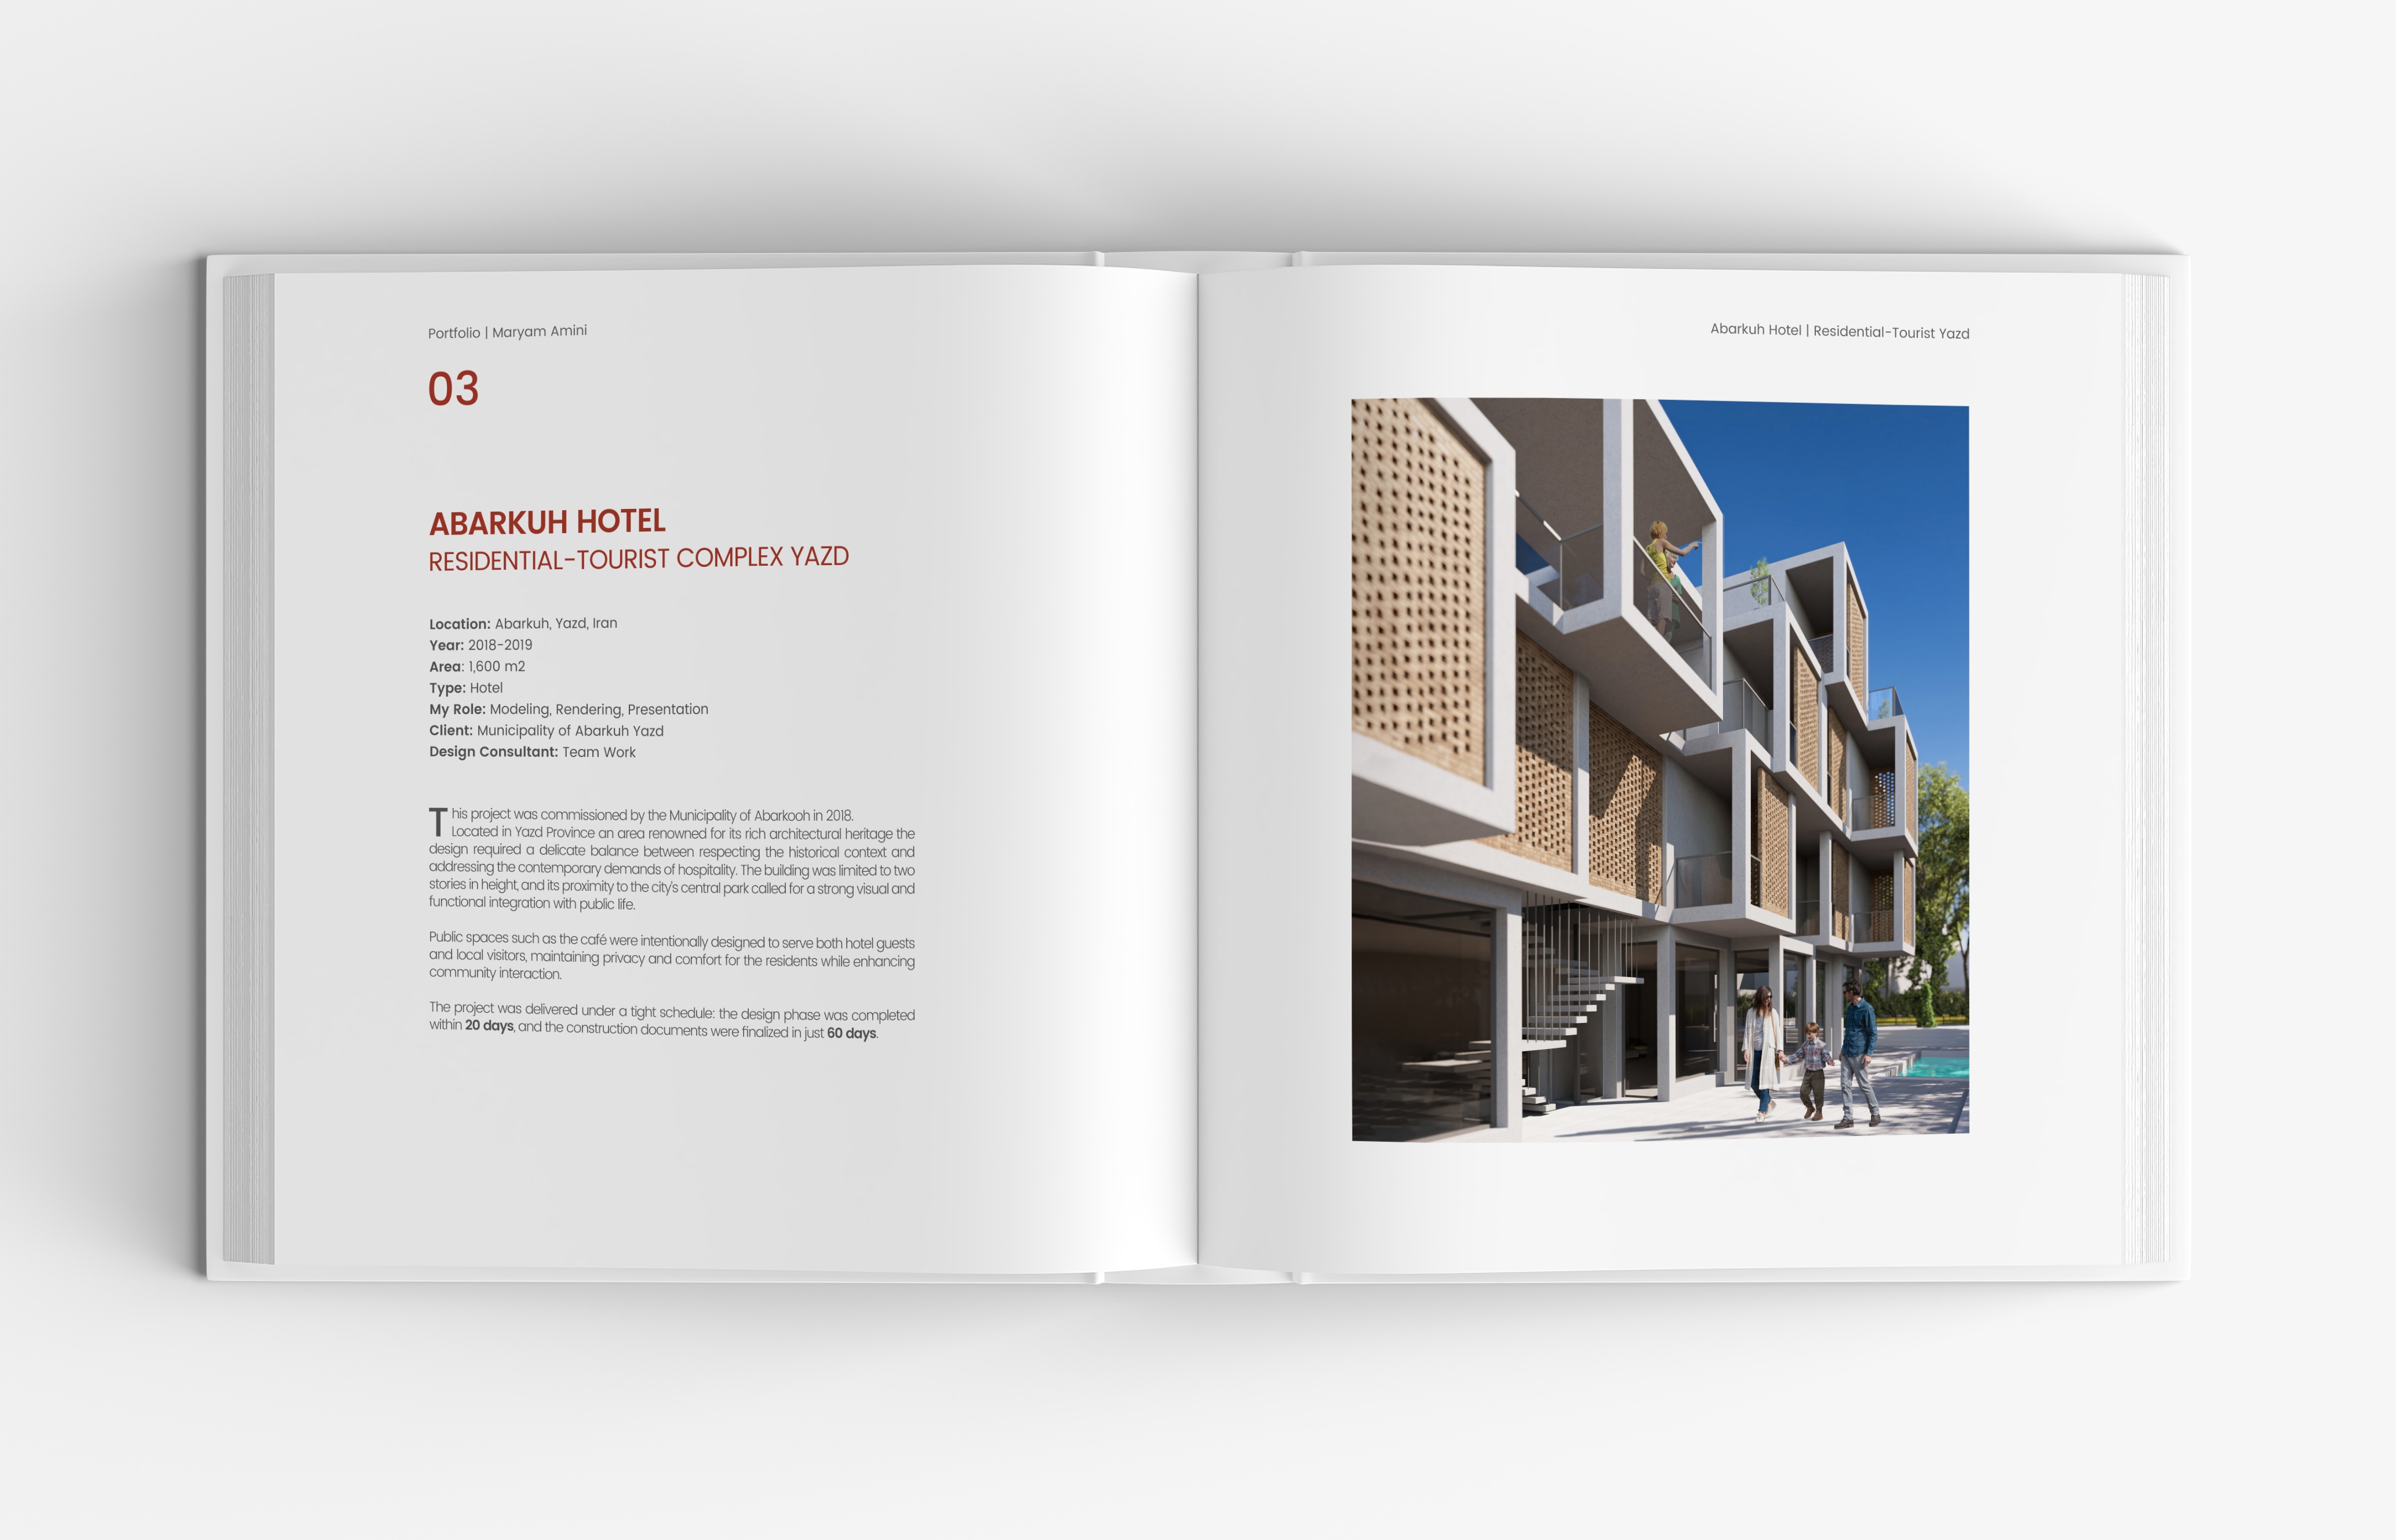 Portfolio | Maryam Amini
03
ABARKUH HOTEL
RESIDENTIAL-TOURIST COMPLEX YAZD
Location: Abarkuh, Yazd, Iran
Year: 2018-2019
Area: 1,600 m2
Type: Hotel
My Role: Modeling, Rendering, Presentation
Client: Municipality of Abarkuh Yazd
Design Consultant: Team Work
This project was commissioned by the Municipality of Abarkooh in 2018.
Located in Yazd Province an area renowned for its rich architectural heritage the
design required a delicate balance between respecting the historical context and
addressing the contemporary demands of hospitality. The building was limited to two
stories in height, and its proximity to the city's central park called for a strong visual and
functional integration with public life.
Public spaces such as the café were intentionally designed to serve both hotel guests
and local visitors, maintaining privacy and comfort for the residents while enhancing
community interaction.
The project was delivered under a tight schedule: the design phase was completed
within 20 days, and the construction documents were finalized in just 60 days.
Abarkuh Hotel | Residential-Tourist Yazd